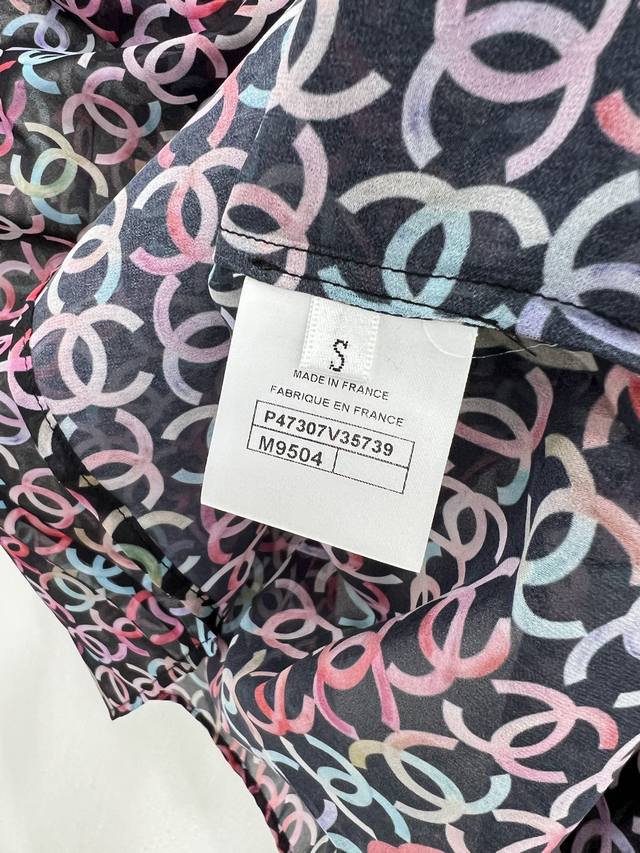 S
MADE IN FRANCE
FABRIQUE EN FRANCE
P47307V35739
M9504